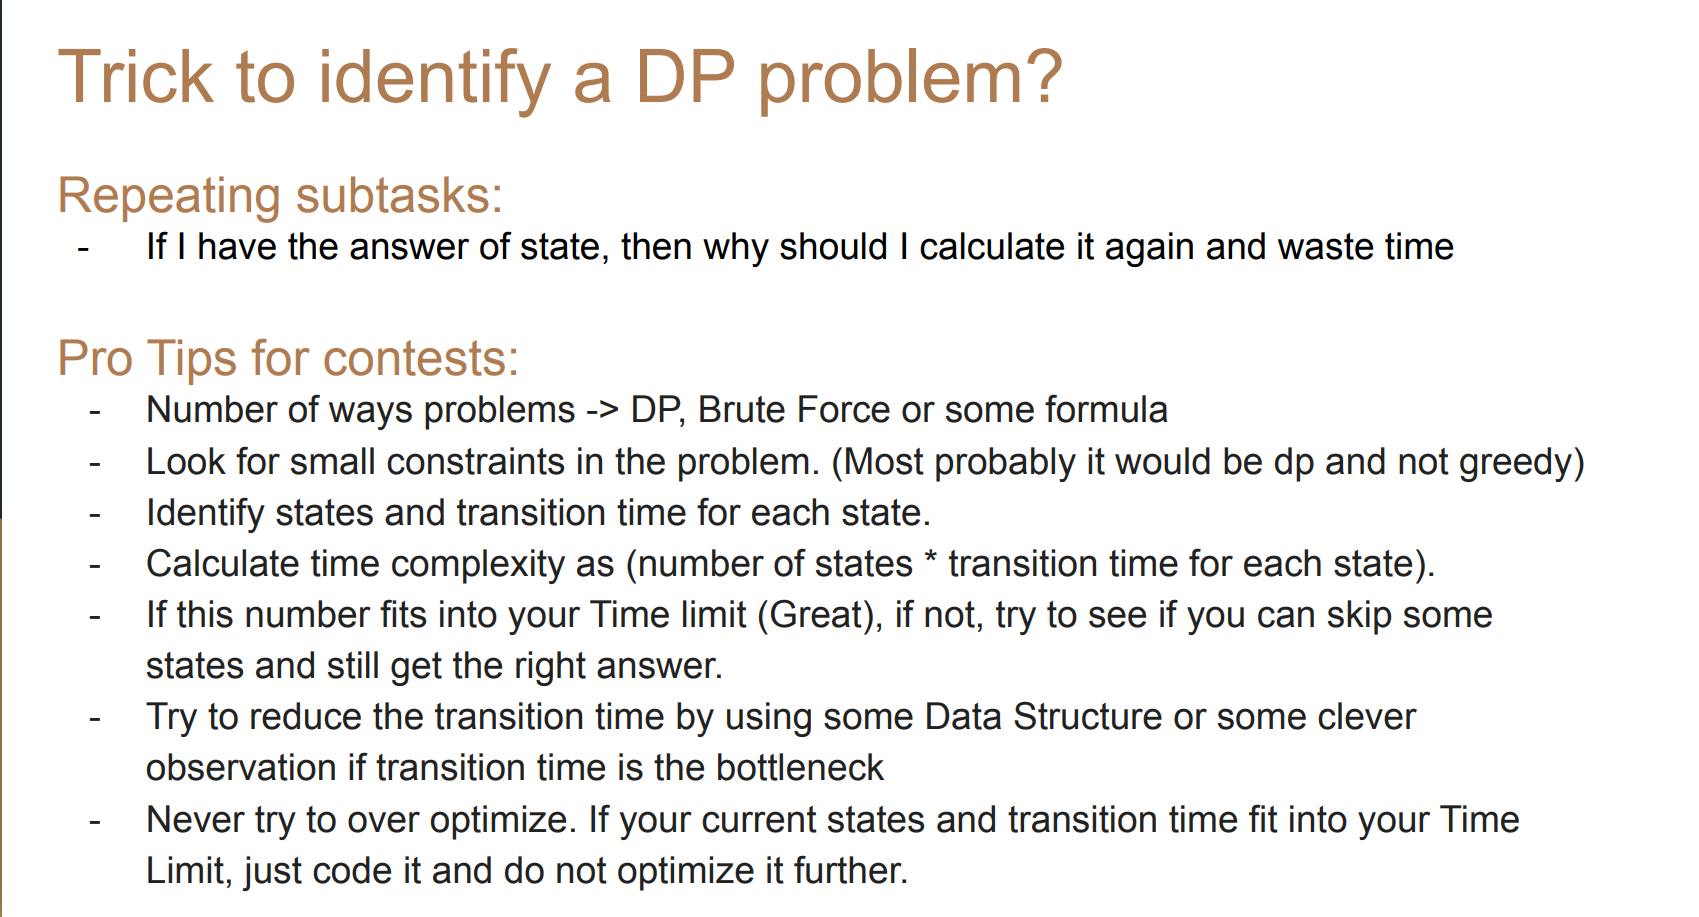 Trick to identify a DP problem?
Repeating subtasks:
- If I have the answer of state, then why should I calculate it again and waste time
Pro Tips for contests:
- Number of ways problems -> DP, Brute Force or some formula
- Look for small constraints in the problem. (Most probably it would be dp and not greedy)
- Identify states and transition time for each state.
- Calculate time complexity as (number of states * transition time for each state).
- If this number fits into your Time limit (Great), if not, try to see if you can skip some
states and still get the right answer.
- Try to reduce the transition time by using some Data Structure or some clever
observation if transition time is the bottleneck
- Never try to over optimize. If your current states and transition time fit into your Time
Limit, just code it and do not optimize it further.